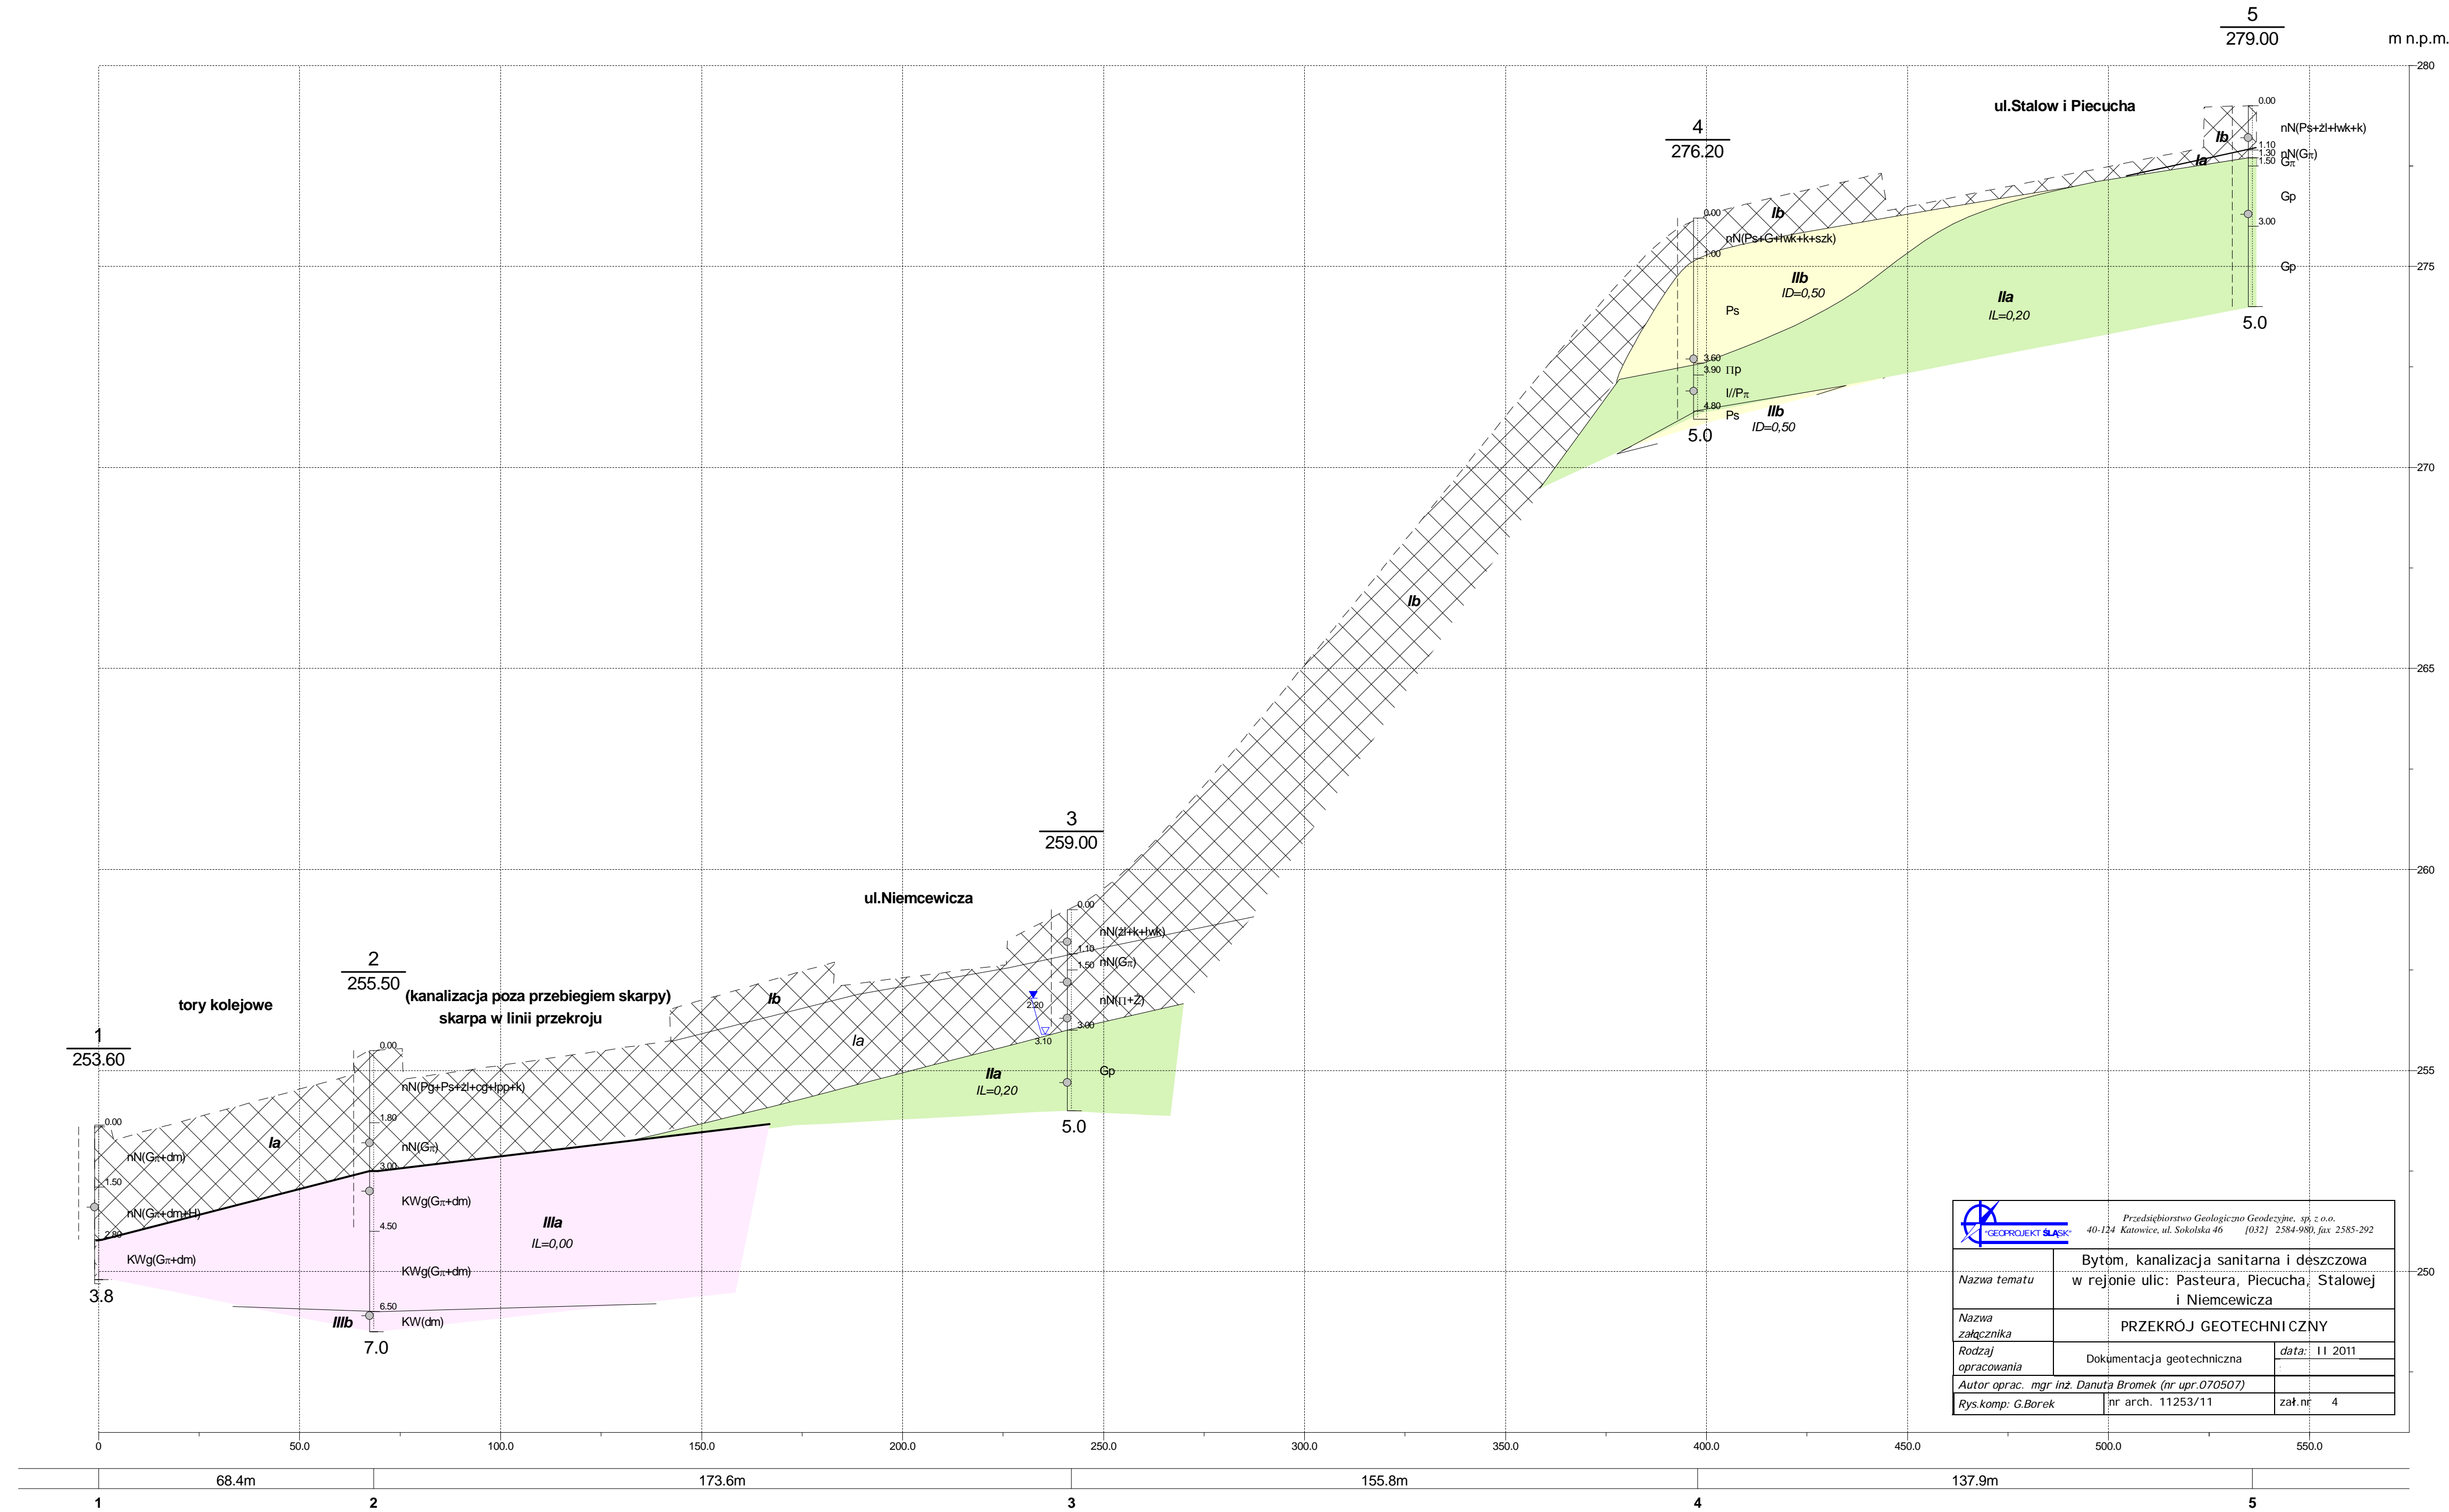 5
279.00
m n.p.m.
280
ul.Stalow i Piecucha
0.00
nN(Ps+żl+łwk+k)
Ib
1.10
1.30
nN(Gπ)
1.50
Gπ
Ia
Gp
3.00
Gp
5.0
4
276.20
0.00
Ib
nN(Ps+G+łwk+k+szk)
1.00
275
IIb
ID=0,50
Ps
IIa
IL=0,20
3.60
3.90
Πp
I//Pπ
4.80
Ps
IIb
ID=0,50
5.0
270
Ib
265
3
259.00
260
ul.Niemcewicza
0.00
nN(żl+k+łwk)
1.10
1.50
nN(Gπ)
nN(Π+Ż)
2.20
3.00
3.10
Gp
5.0
2
255.50
(kanalizacja poza przebiegiem skarpy)
skarpa w linii przekroju
tory kolejowe
Ib
Ia
IIa
IL=0,20
255
1
253.60
0.00
nN(Pg+Ps+żl+cg+łpp+k)
1.80
nN(Gπ)
3.00
KWg(Gπ+dm)
4.50
KWg(Gπ+dm)
6.50
KW(dm)
7.0
IIIa
IL=0,00
IIIb
0.00
Ia
nN(Gπ+dm)
1.50
nN(Gπ+dm+H)
2.80
KWg(Gπ+dm)
3.8
250
"GEOPROJEKT ŚLĄSK"
Przedsiębiorstwo Geologiczno Geodezyjne, sp, z o.o.
40-124 Katowice, ul. Sokolska 46 [032] 2584-980, fax 2585-292
Nazwa tematu
Bytom, kanalizacja sanitarna i deszczowa
w rejonie ulic: Pasteura, Piecucha, Stalowej
i Niemcewicza
Nazwa
załącznika
PRZEKRÓJ GEOTECHNICZNY
Rodzaj
opracowania
Dokumentacja geotechniczna
data: II 2011
Autor oprac. mgr inż. Danuta Bromek (nr upr.070507)
Rys.komp: G.Borek
nr arch. 11253/11
zał.nr 4
0 50.0 100.0 150.0 200.0 250.0 300.0 350.0 400.0 450.0 500.0 550.0
68.4m 173.6m 155.8m 137.9m
1 2 3 4 5